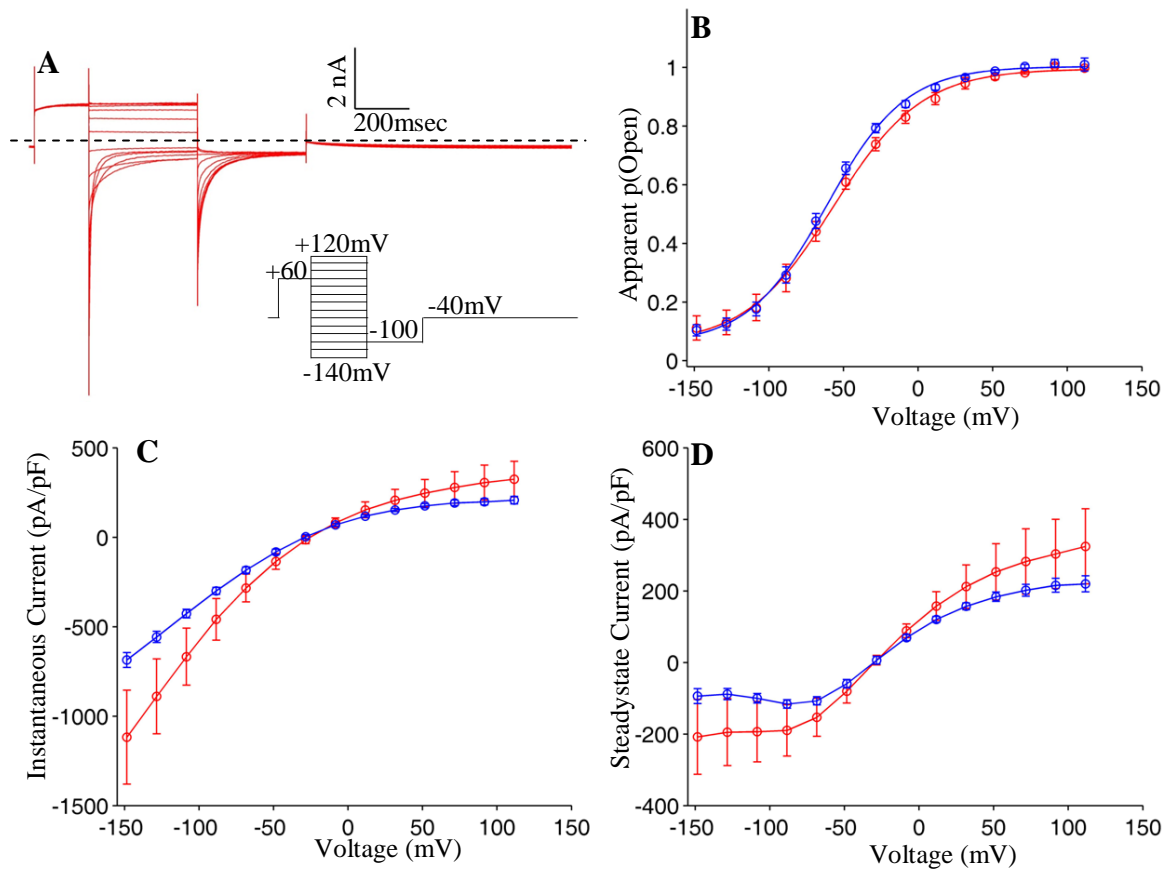 A
2 nA
200msec
+120mV
+60
-40mV
-100
-140mV
B
Apparent p(Open)
1
0.8
0.6
0.4
0.2
0
-150 -100 -50 0 50 100 150
Voltage (mV)
C
Instantaneous Current (pA/pF)
500
0
-500
-1000
-1500
-150 -100 -50 0 50 100 150
Voltage (mV)
D
Steadystate Current (pA/pF)
600
400
200
0
-200
-400
-150 -100 -50 0 50 100 150
Voltage (mV)